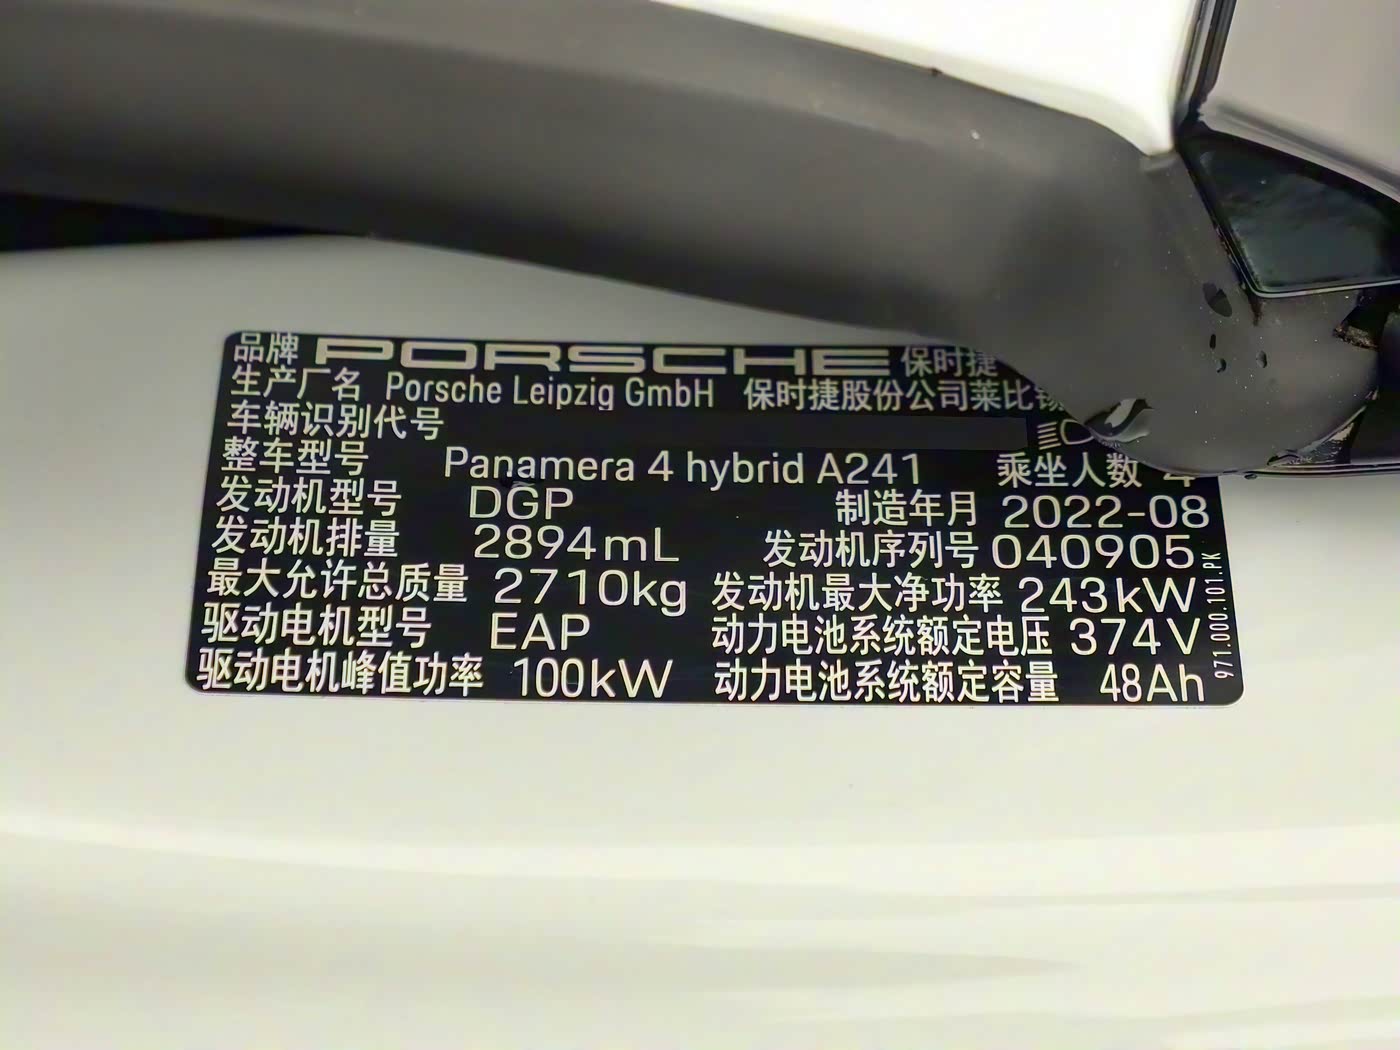 品牌 PORSCHE 保时捷
生产厂名 Porsche Leipzig GmbH 保时捷股份公司莱比锡
车辆识别代号
整车型号 Panamera 4 hybrid A241 乘坐人数 4
发动机型号 DGP 制造年月 2022-08
发动机排量 2894mL 发动机序列号 040905
最大允许总质量 2710kg 发动机最大净功率 243kW
驱动电机型号 EAP 动力电池系统额定电压 374V
驱动电机峰值功率 100kW 动力电池系统额定容量 48Ah
971.000.101.PK